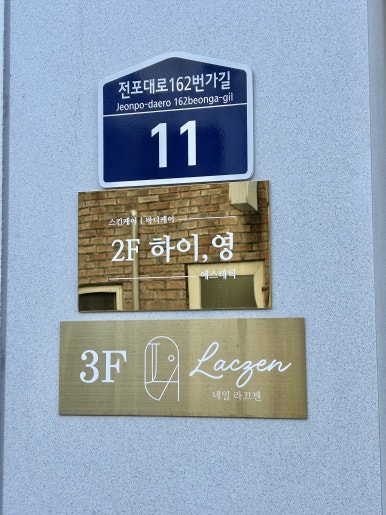 전포대로162번가길
Jeonpo-daero 162beonga-gil
11
스킨케어 | 바디케어
2F 하이,영
에스테틱
3F Laczen
네일 라끄젠